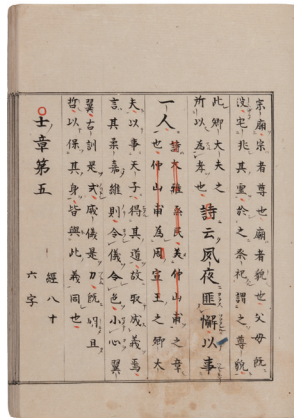 宗廟宗者尊也廟者貌也父母既
沒宅兆其靈於之祭祀謂之尊貌
此卿大夫之
所以為孝也
詩云夙夜匪懈以事
一人
詩大雅烝民美仲山甫之章
也仲山甫為周宣王之卿大
夫以事天子得其道故取成義焉
言其柔嘉維則令儀令色小心翼
翼古訓是式威儀是力既明且
哲以保其身皆與此義同也
士章第五
經八十
六字